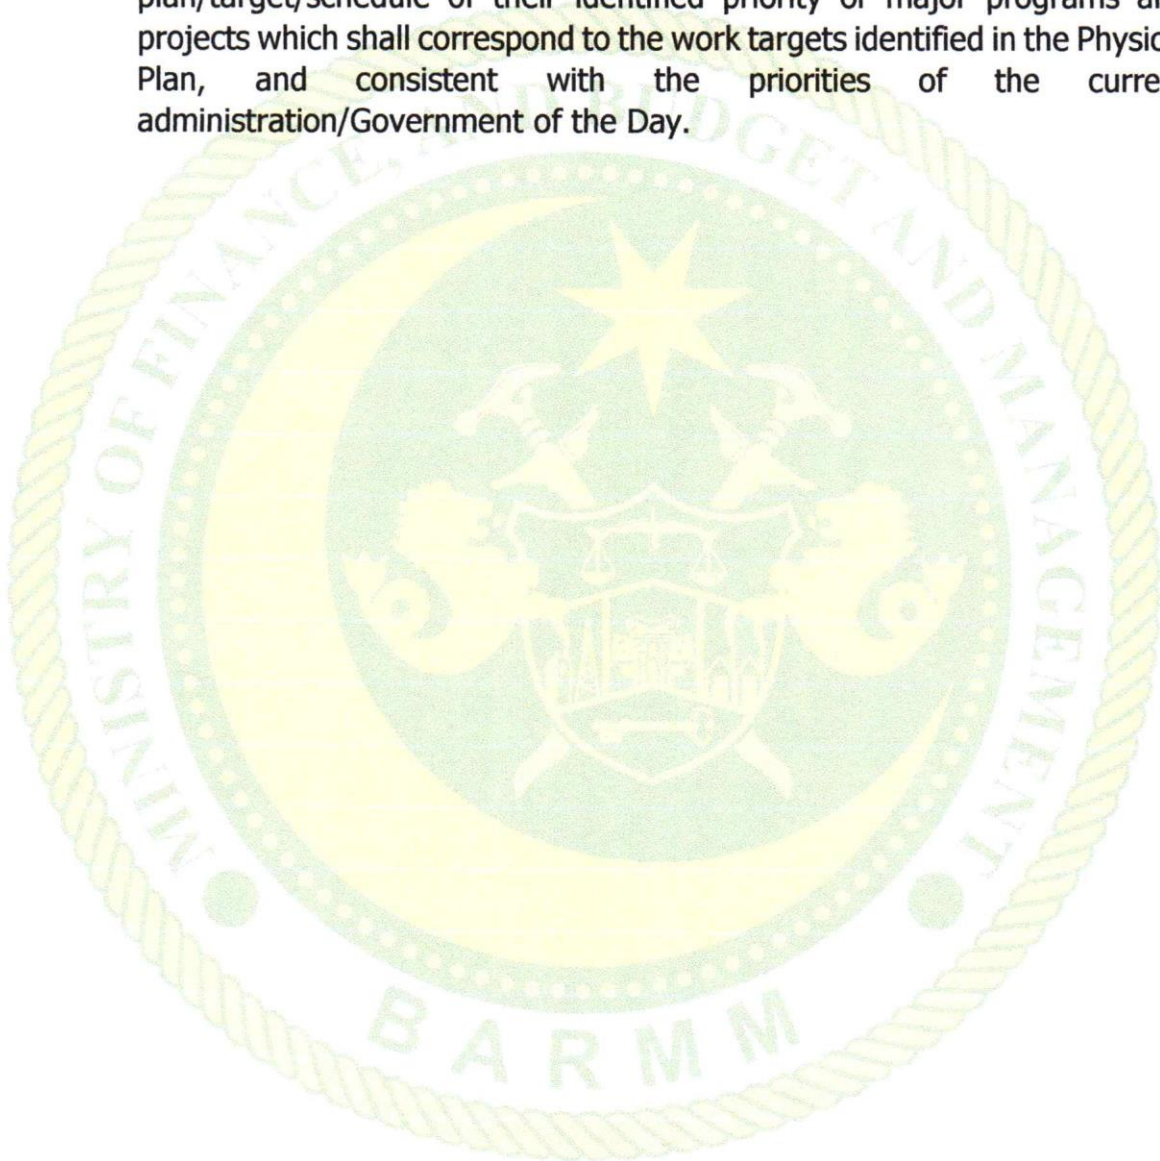 plan/target/schedule of their identified priority or major programs
projects which shall correspond to the work targets identified in the
Plan, and consistent with the priorities of the
administration/Government of the Day.
MINISTRY OF FINANCE, AND BUDGET AND MANAGEMENT
BARMM